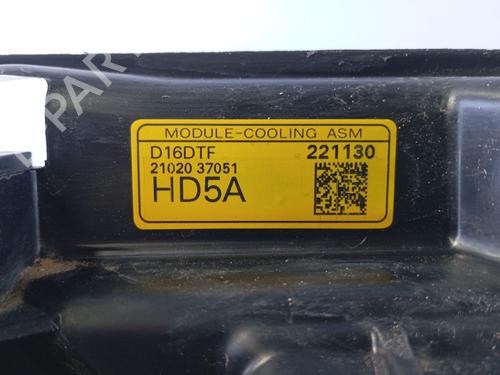 MODULE-COOLING ASM
D16DTF 221130
21020 37051
HD5A